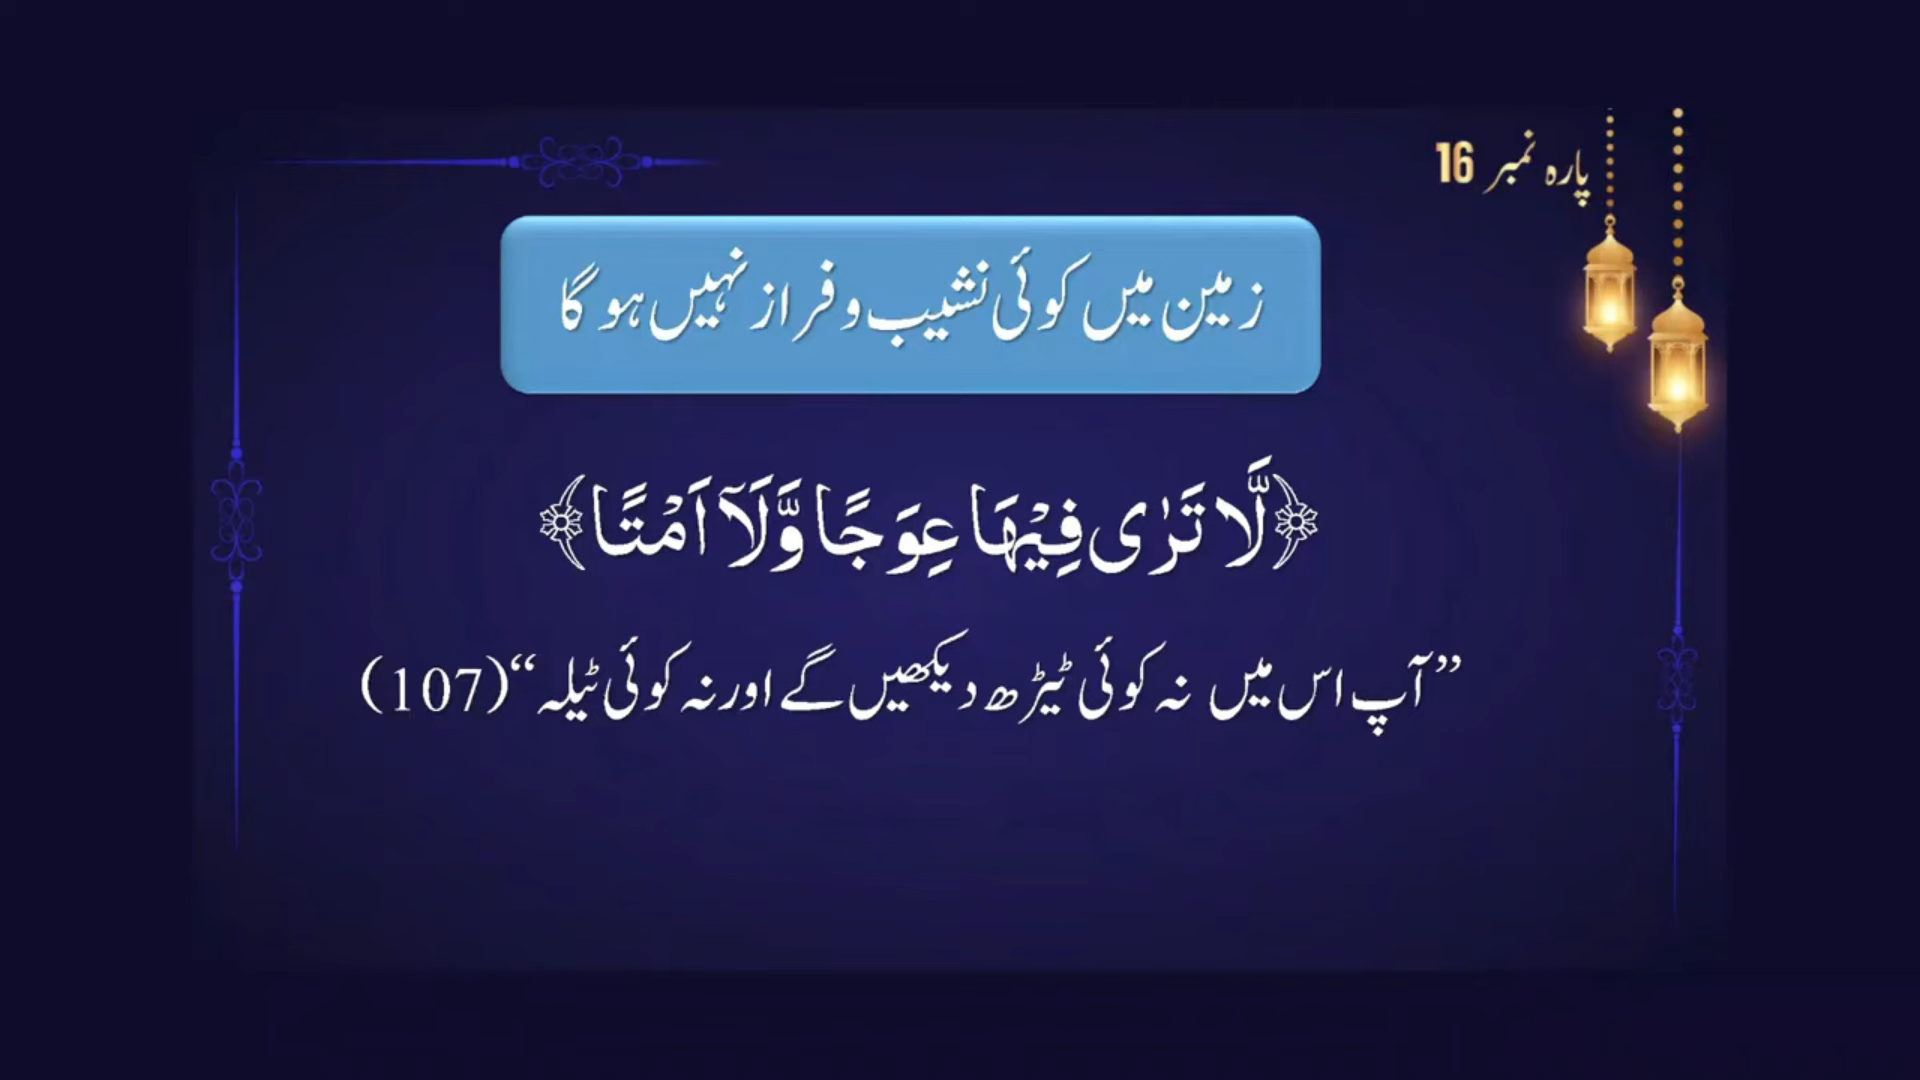 پارہ نمبر 16
زمین میں کوئی نشیب و فراز نہیں ہو گا
﴿لَّا تَرٰى فِيْهَا عِوَجًا وَّلَآ اَمْتًا﴾
”آپ اس میں نہ کوئی ٹیڑھ دیکھیں گے اور نہ کوئی ٹیلہ“ (107)